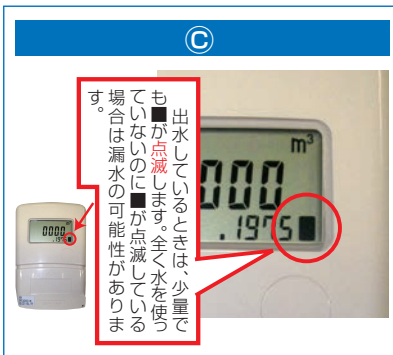 Ⓒ
出水しているときは、少量で
も■が点滅します。全く水を使っ
ていないのに■が点滅している
場合は漏水の可能性がありま
す。
m³
000
.1975■
0000
.1975■